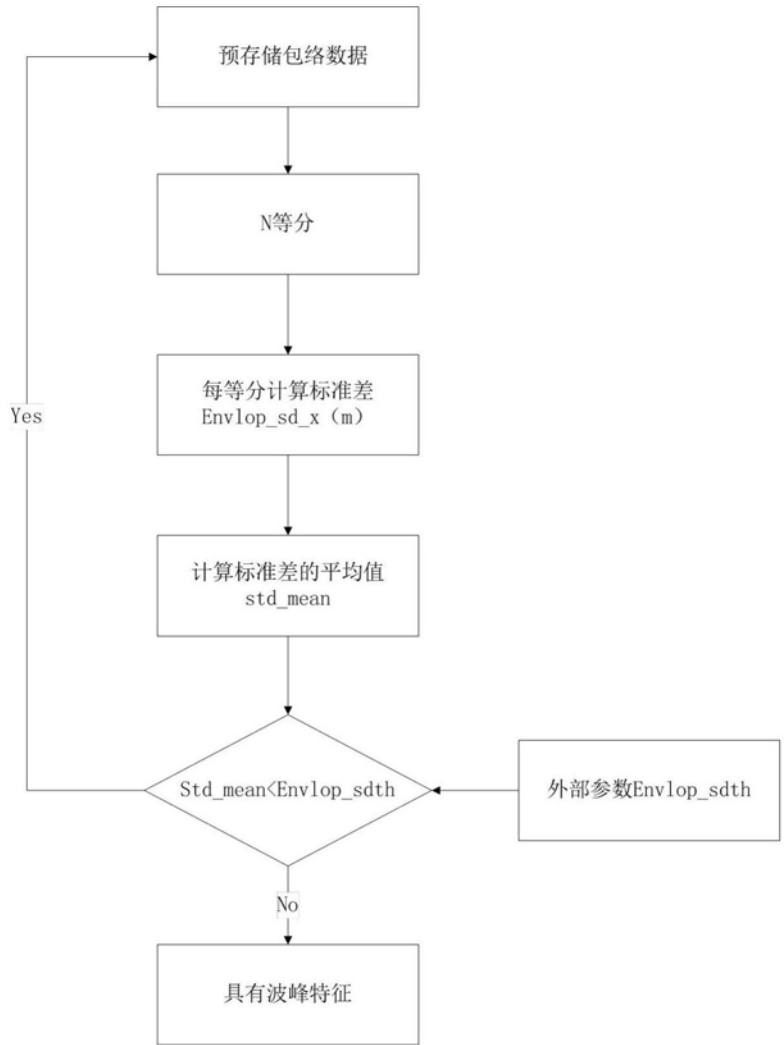 预存储包络数据
N等分
每等分计算标准差
Envlop_sd_x（m）
Yes
计算标准差的平均值
std_mean
Std_mean<Envlop_sdth
外部参数Envlop_sdth
No
具有波峰特征